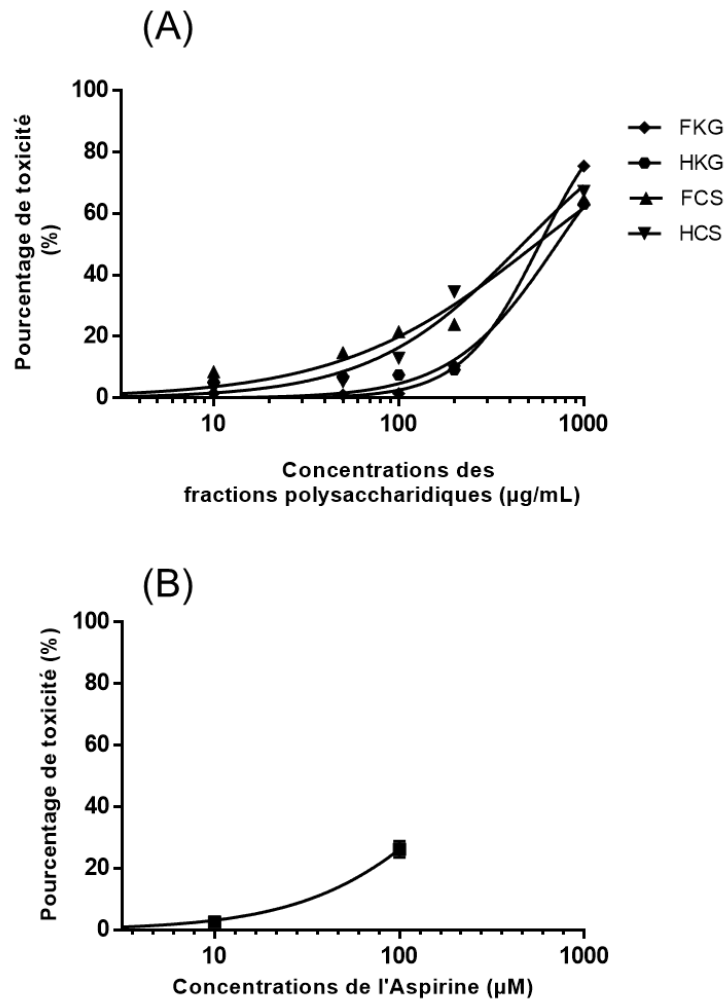 (A)
Pourcentage de toxicité
(%)
100
80
60
40
20
0
10
100
1000
FKG
HKG
FCS
HCS
Concentrations des
fractions polysaccharidiques (µg/mL)
(B)
Pourcentage de toxicité (%)
100
80
60
40
20
0
10
100
1000
Concentrations de l'Aspirine (µM)